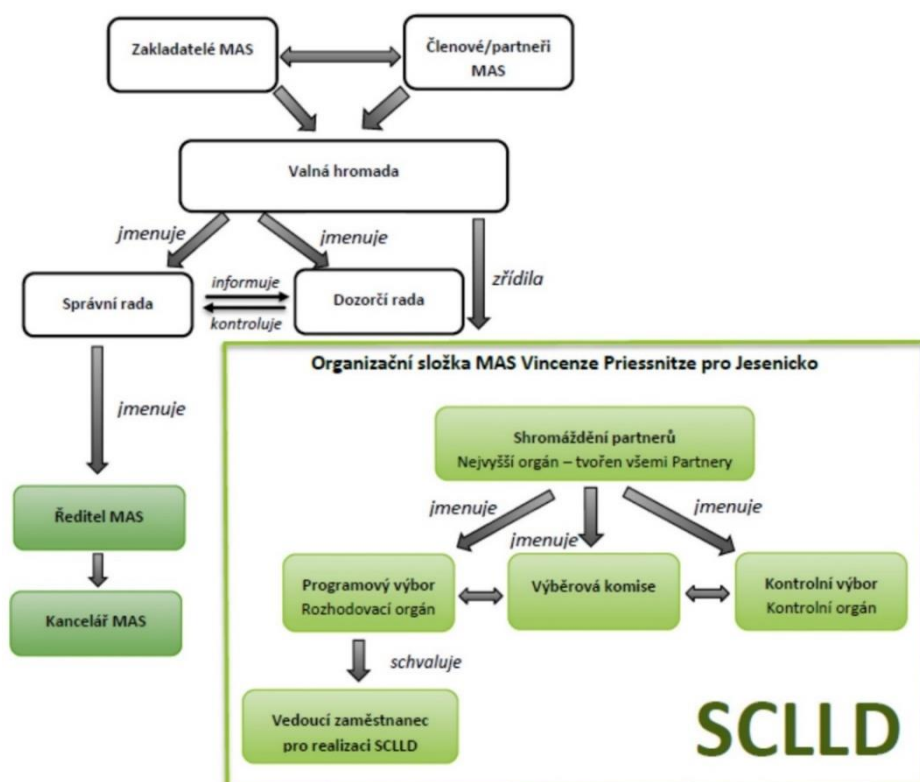 Zakladatelé MAS
Členové/partneři
MAS
Valná hromada
jmenuje
jmenuje
zřídila
Správní rada
informuje
kontroluje
Dozorčí rada
Organizační složka MAS Vincenze Priessnitze pro Jesenicko
jmenuje
Shromáždění partnerů
Nejvyšší orgán – tvořen všemi Partnery
Ředitel MAS
jmenuje
jmenuje
jmenuje
Kancelář MAS
Programový výbor
Rozhodovací orgán
Výběrová komise
Kontrolní výbor
Kontrolní orgán
schvaluje
Vedoucí zaměstnanec
pro realizaci SCLLD
SCLLD